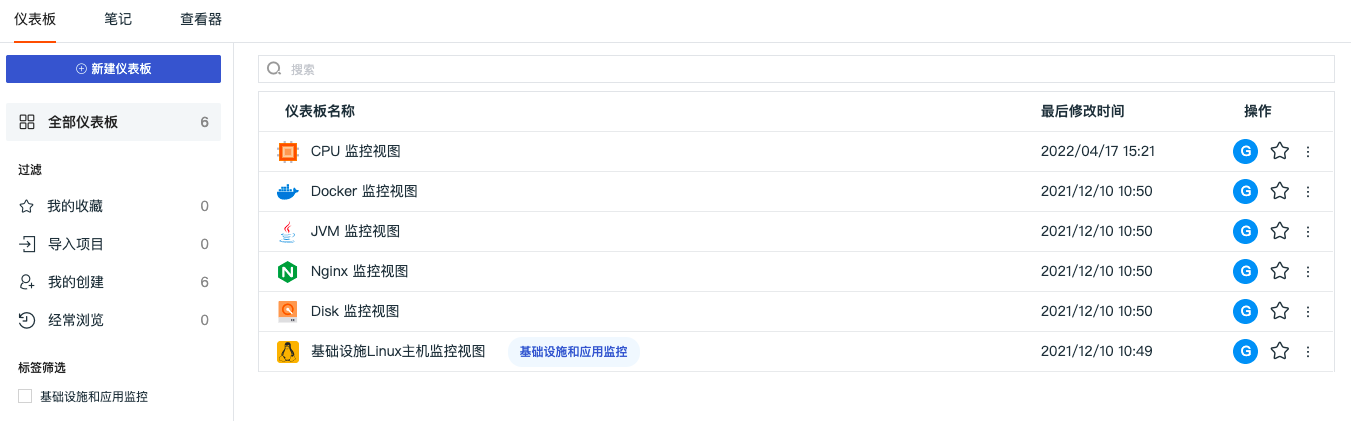 仪表板 笔记 查看器
新建仪表板
搜索
全部仪表板 6
过滤
我的收藏 0
导入项目 0
我的创建 6
经常浏览 0
标签筛选
基础设施和应用监控
仪表板名称 最后修改时间 操作
CPU 监控视图 2022/04/17 15:21 G
Docker 监控视图 2021/12/10 10:50 G
JVM 监控视图 2021/12/10 10:50 G
Nginx 监控视图 2021/12/10 10:50 G
Disk 监控视图 2021/12/10 10:50 G
基础设施Linux主机监控视图 基础设施和应用监控 2021/12/10 10:49 G